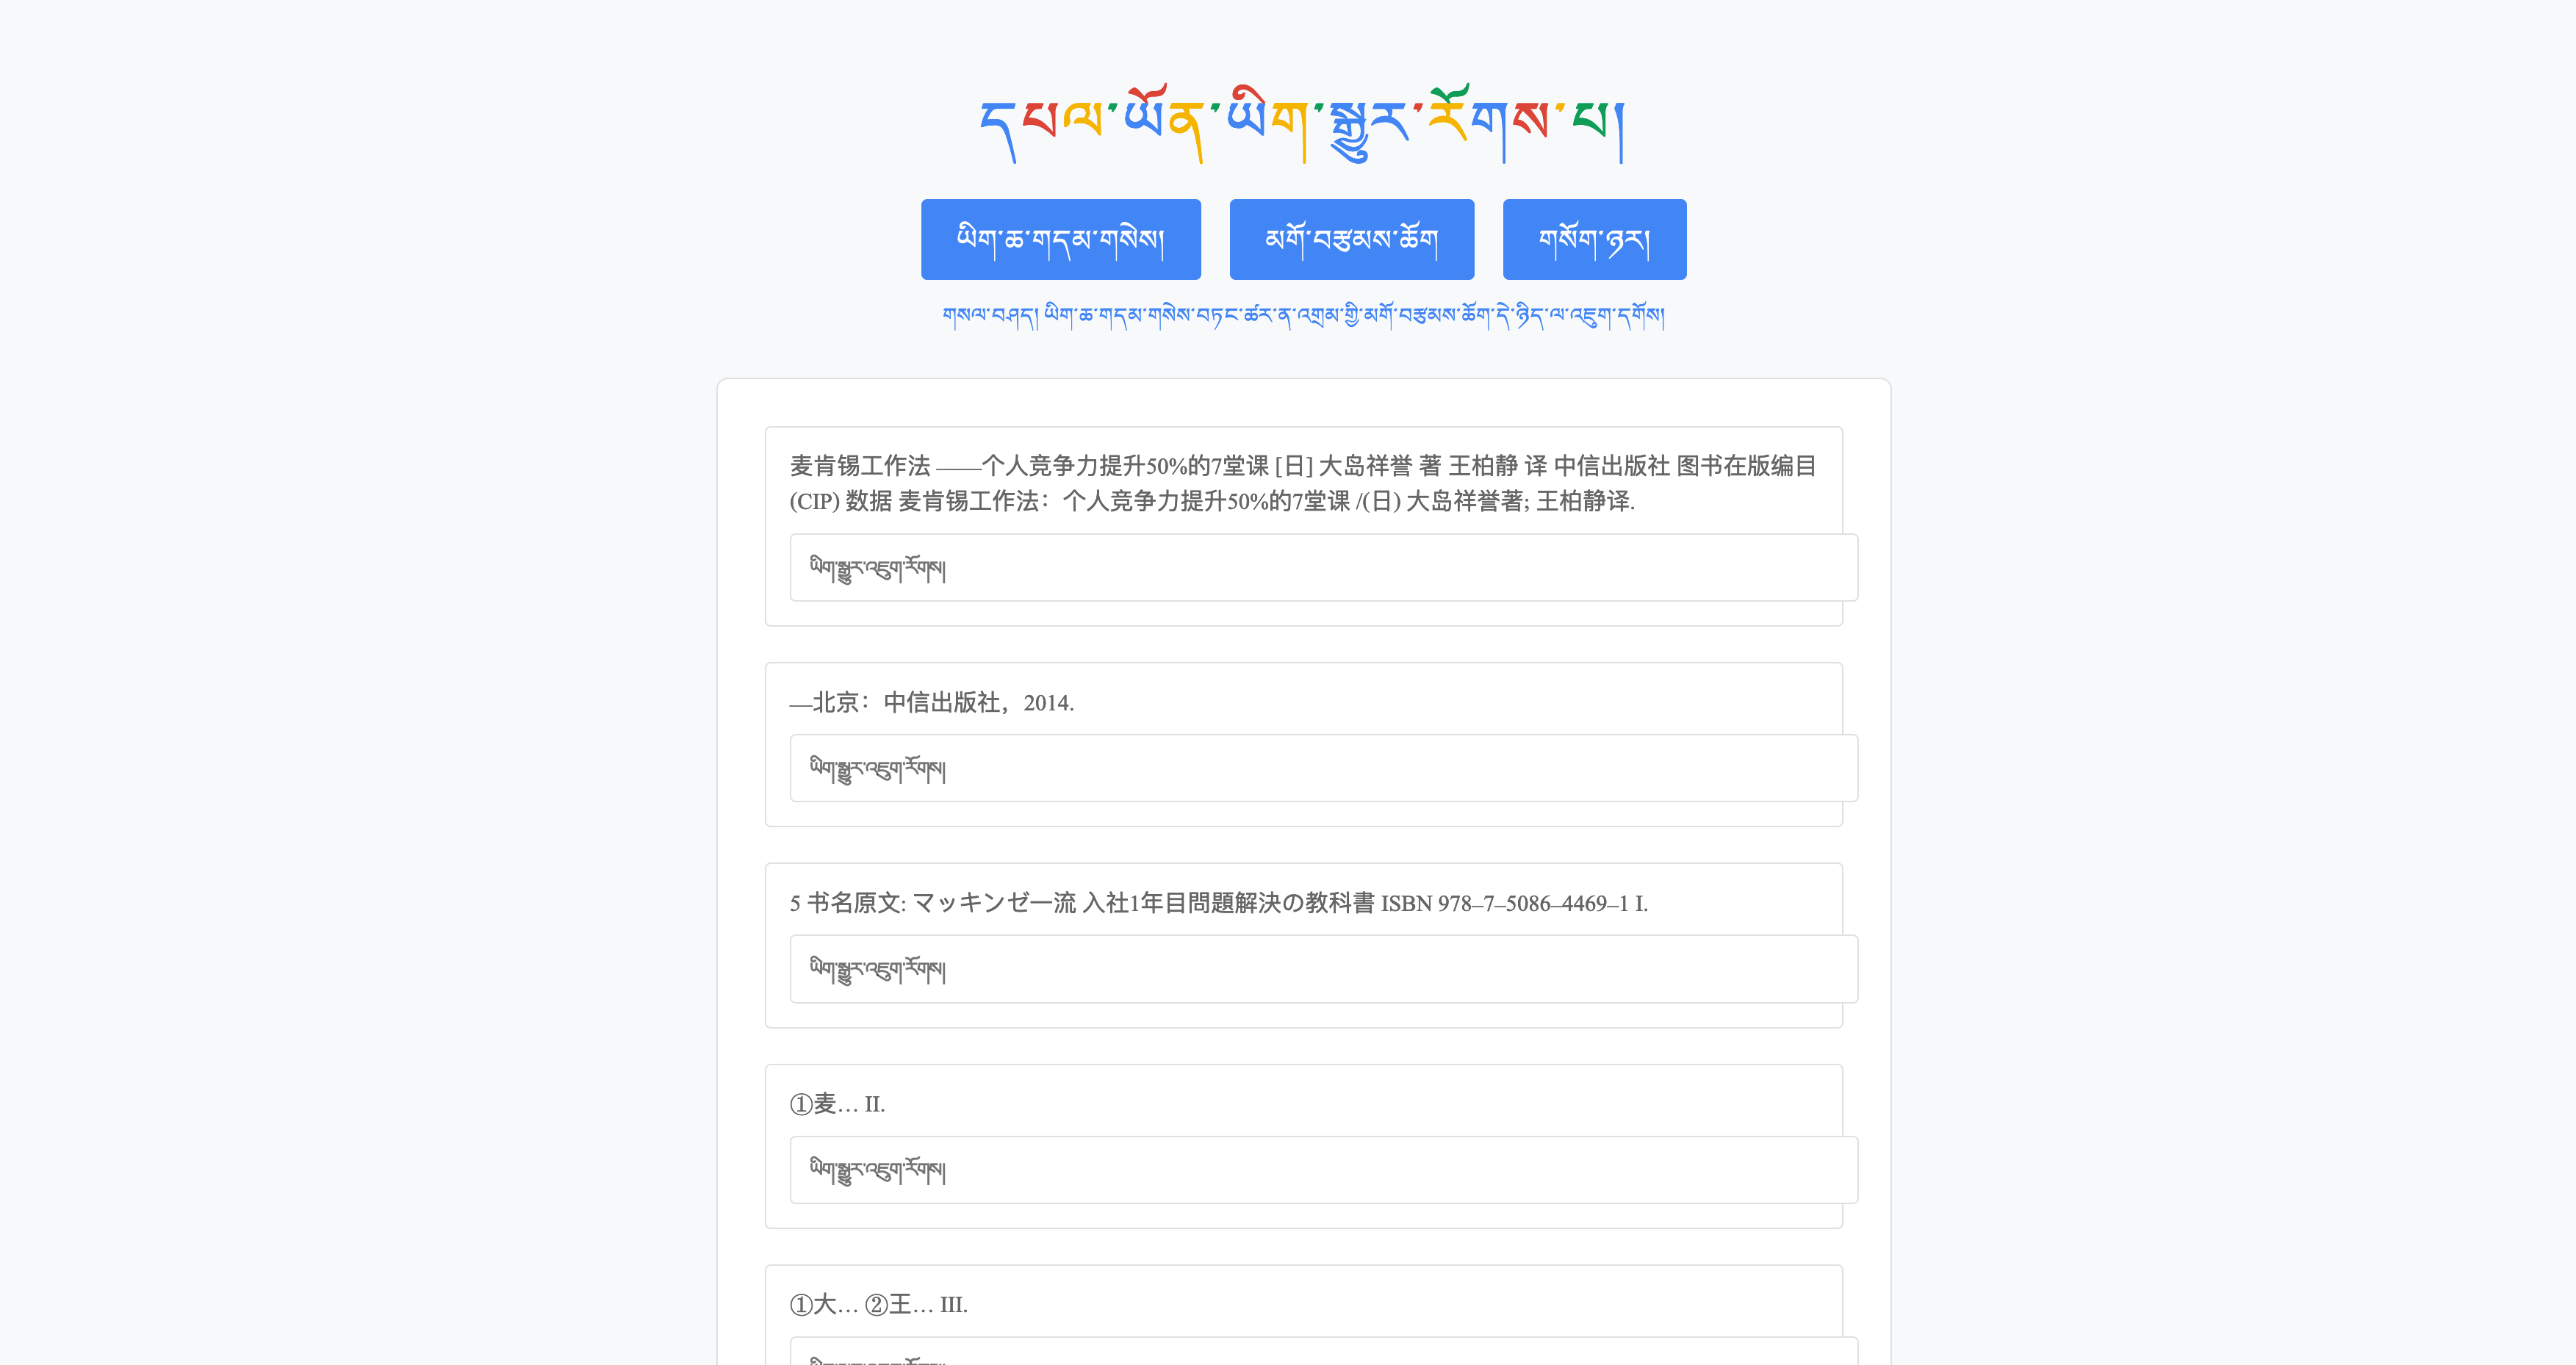 དཔལ་ཡོན་ཡིག་སྒྱུར་རོགས་པ།
ཡིག་ཆ་གདམ་གསེས།
མགོ་བརྩམས་ཆོག
གསོག་ཉར།
གསལ་བཤད། ཡིག་ཆ་གདམ་གསེས་བཏང་ཚར་ན་འགྲམ་གྱི་མགོ་བརྩམས་ཆོག་དེ་ཉིད་ལ་འཇུག་དགོས།
麦肯锡工作法 ——个人竞争力提升50%的7堂课 [日] 大岛祥誉 著 王柏静 译 中信出版社 图书在版编目
(CIP) 数据 麦肯锡工作法：个人竞争力提升50%的7堂课 /(日) 大岛祥誉著; 王柏静译.
ཡིག་སྒྱུར་འཇུག་རོགས།
—北京：中信出版社，2014.
ཡིག་སྒྱུར་འཇུག་རོགས།
5 书名原文: マッキンゼー流 入社1年目問題解決の教科書 ISBN 978–7–5086–4469–1 I.
ཡིག་སྒྱུར་འཇུག་རོགས།
①麦… II.
ཡིག་སྒྱུར་འཇུག་རོགས།
①大… ②王… III.